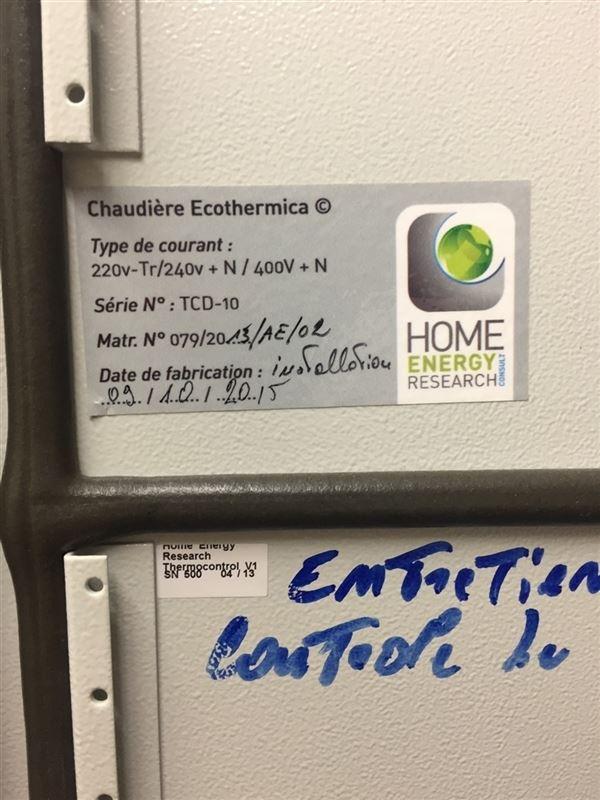 Chaudière Ecothermica ©
Type de courant :
220v-Tr/240v + N / 400V + N
Série N° : TCD-10
Matr. N° 079/2013/AE/02
Date de fabrication : installation
09/10/2015
HOME
ENERGY
RESEARCH
CONSULT
Home Energy
Research
Thermocontrol V1
SN 500 04/13
Entretien
Controle